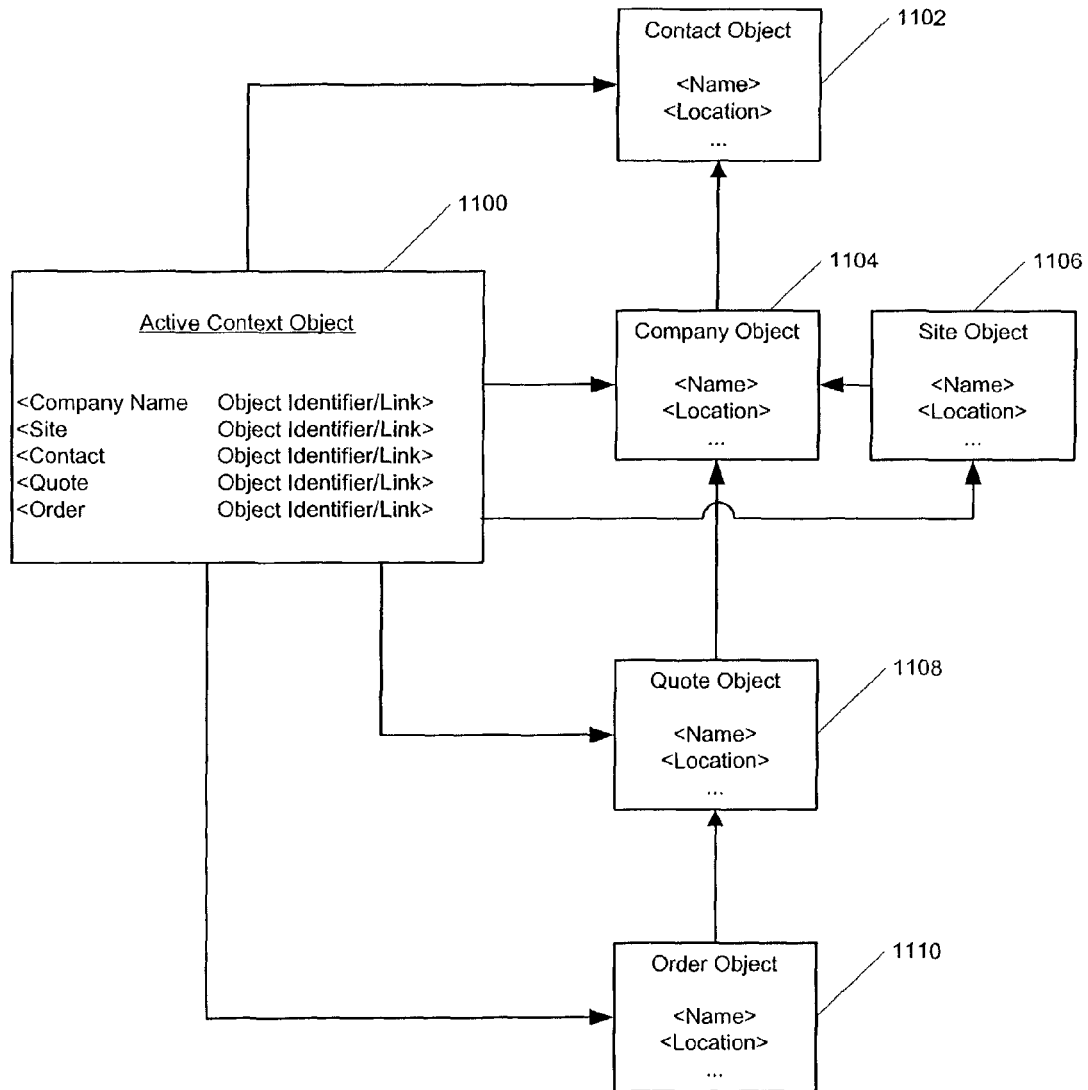 Contact Object
<Name>
<Location>
...
1102
1100
Active Context Object
<Company Name Object Identifier/Link>
<Site Object Identifier/Link>
<Contact Object Identifier/Link>
<Quote Object Identifier/Link>
<Order Object Identifier/Link>
1104
Company Object
<Name>
<Location>
...
1106
Site Object
<Name>
<Location>
...
1108
Quote Object
<Name>
<Location>
...
1110
Order Object
<Name>
<Location>
...